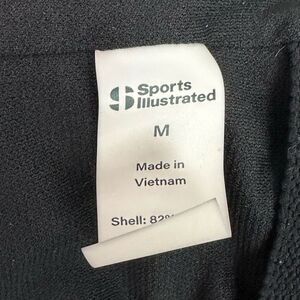 Sports
Illustrated
M
Made in
Vietnam
Shell: 82%